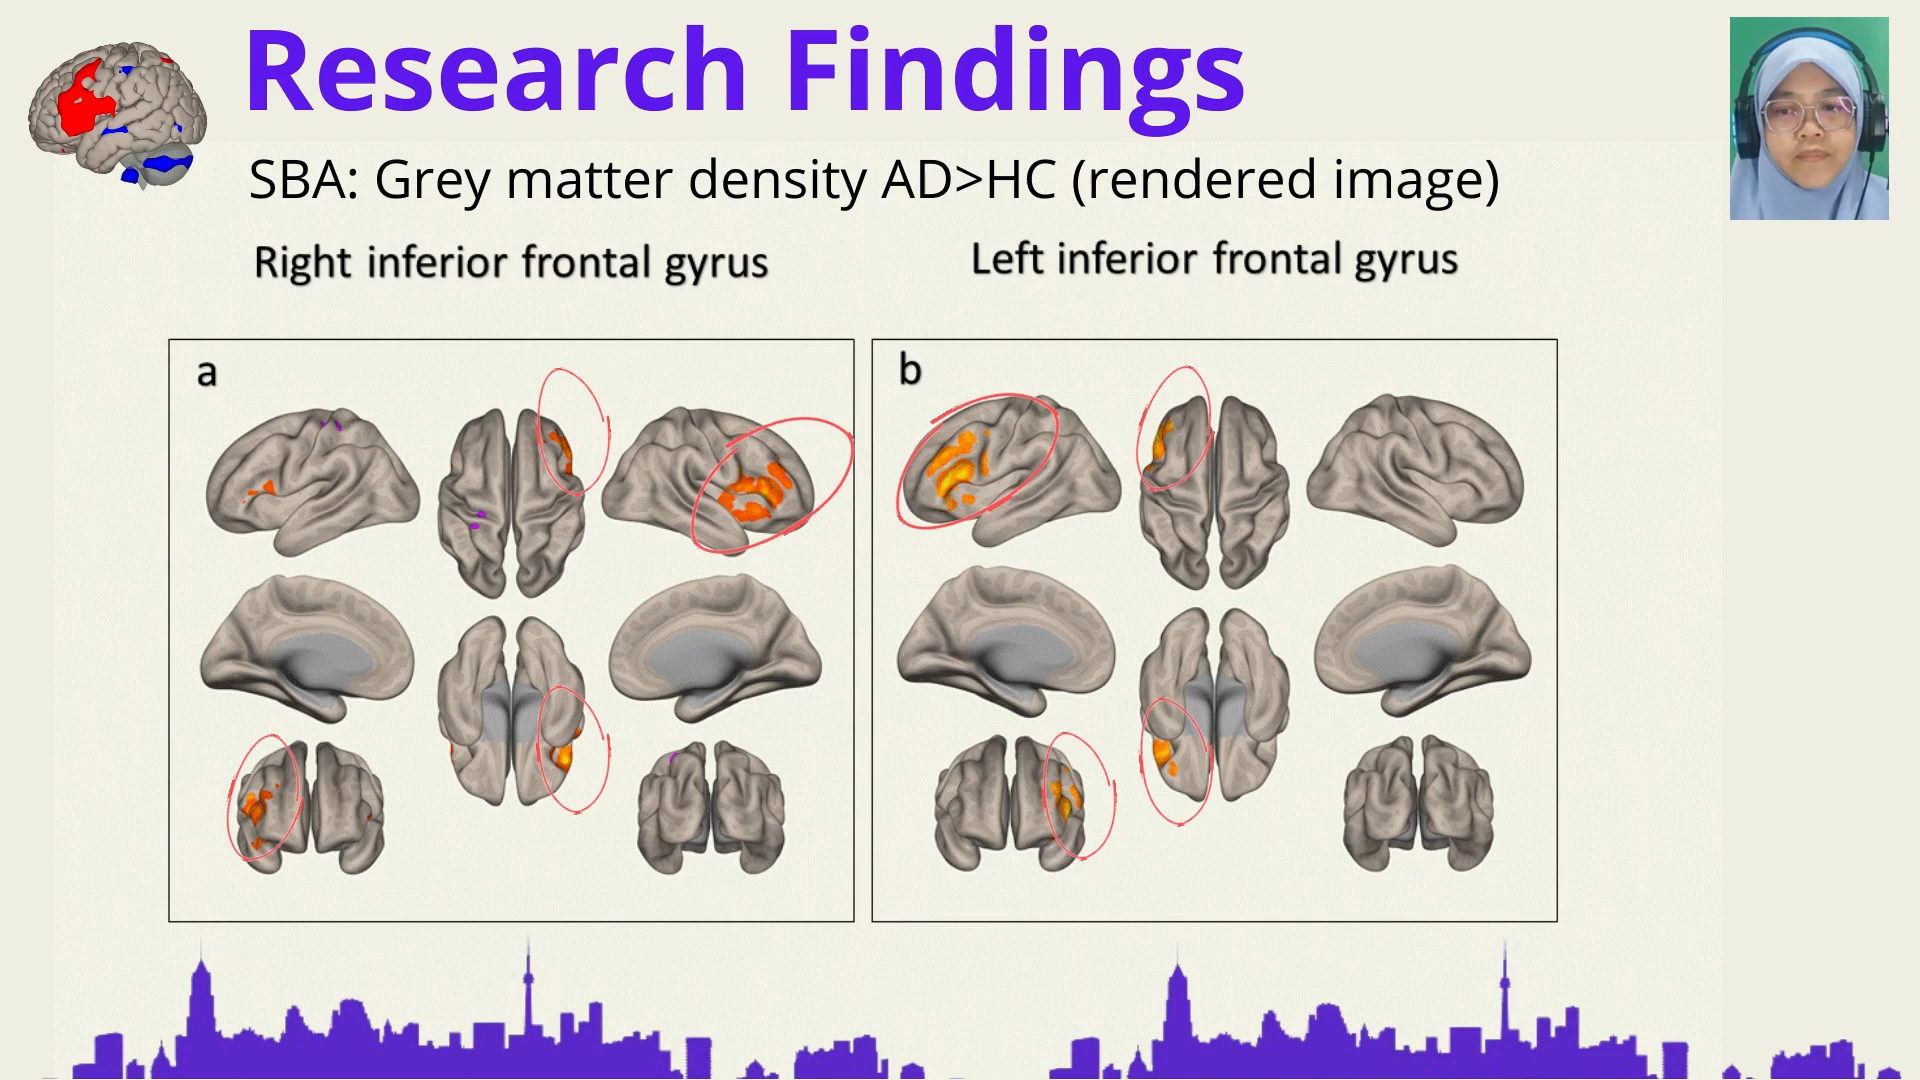 Research Findings
SBA: Grey matter density AD>HC (rendered image)
Right inferior frontal gyrus
Left inferior frontal gyrus
a
b